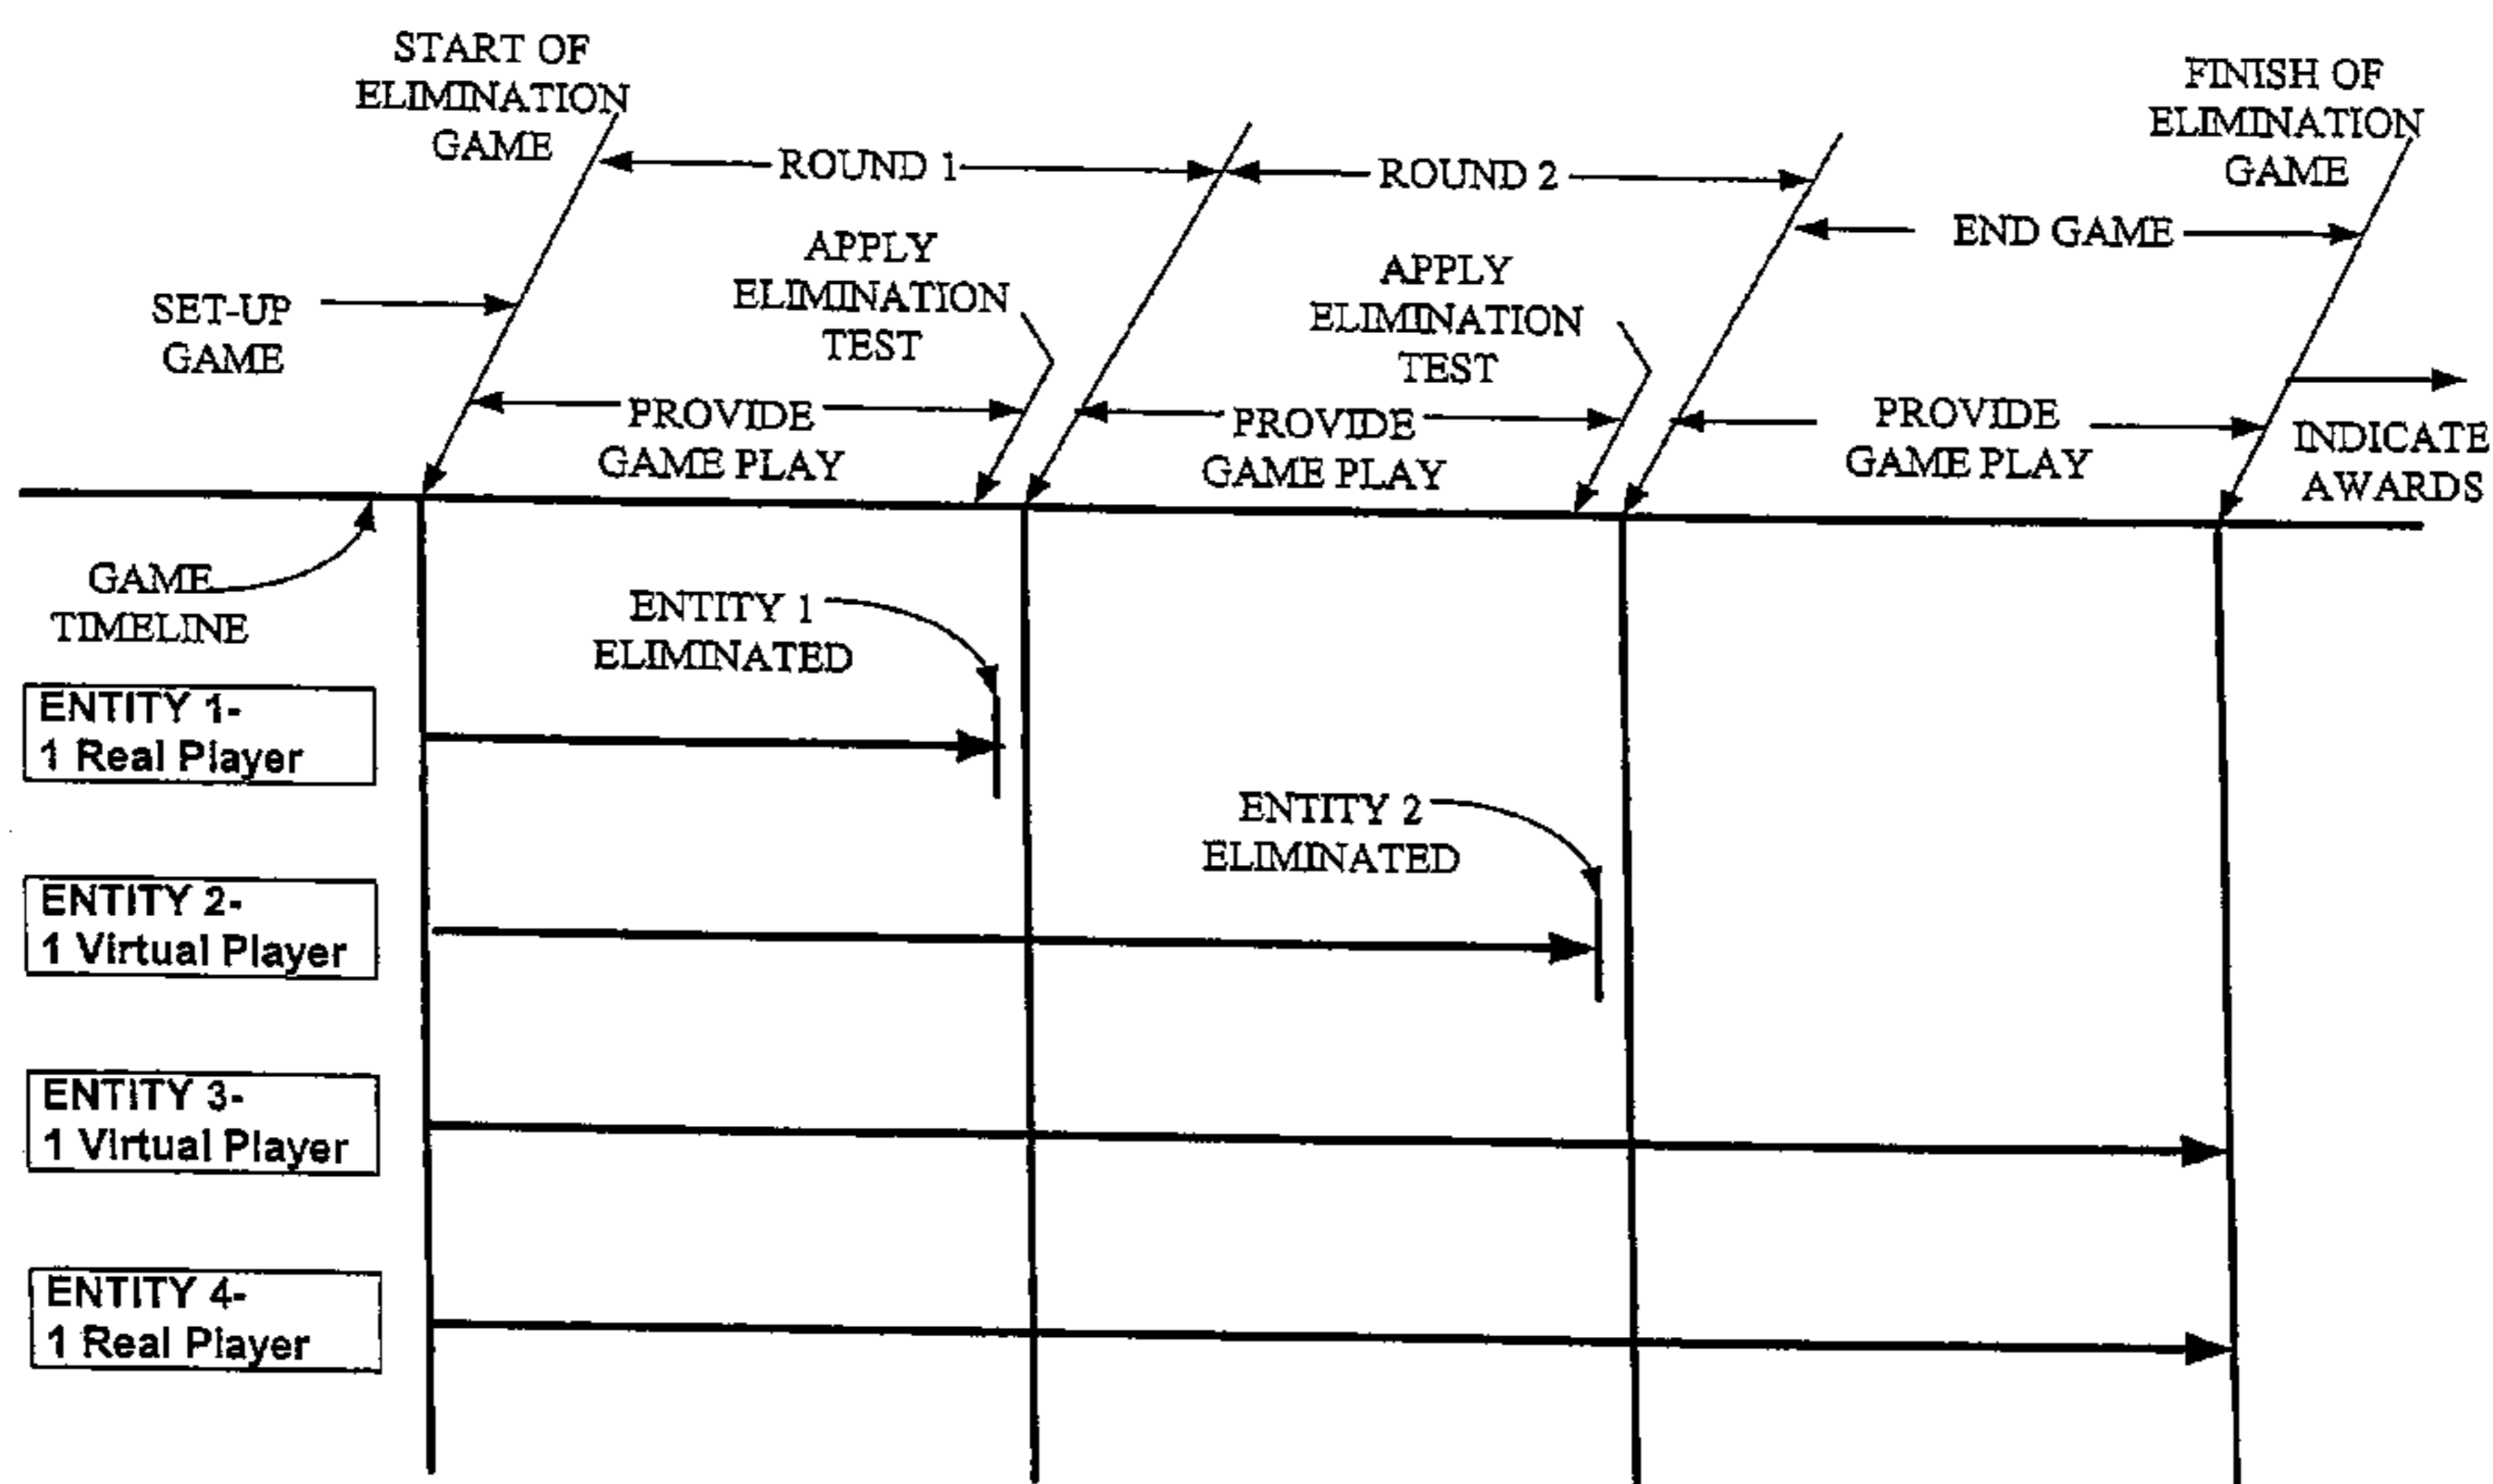 START OF
ELIMINATION
GAME
FINISH OF
ELIMINATION
GAME
ROUND 1
ROUND 2
END GAME
SET-UP
GAME
APPLY
ELIMINATION
TEST
APPLY
ELIMINATION
TEST
PROVIDE
GAME PLAY
PROVIDE
GAME PLAY
PROVIDE
GAME PLAY
INDICATE
AWARDS
GAME
TIMELINE
ENTITY 1
ELIMINATED
ENTITY 1-
1 Real Player
ENTITY 2
ELIMINATED
ENTITY 2-
1 Virtual Player
ENTITY 3-
1 Virtual Player
ENTITY 4-
1 Real Player